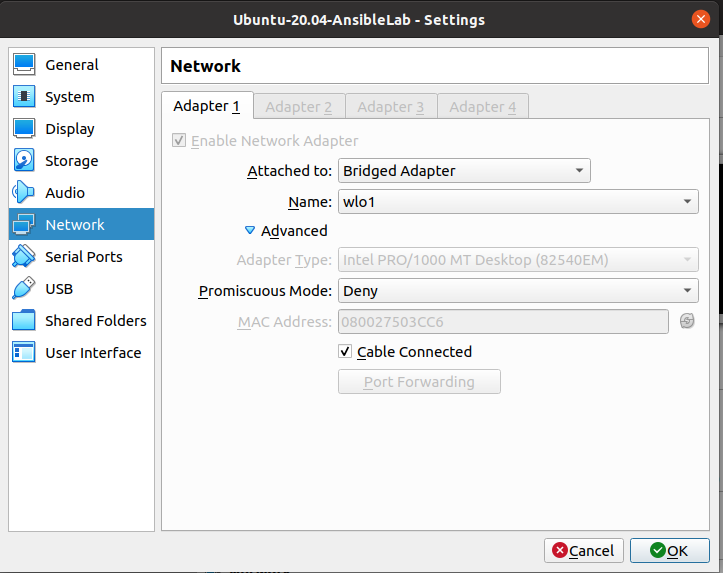 Ubuntu-20.04-AnsibleLab - Settings
General
System
Display
Storage
Audio
Network
Serial Ports
USB
Shared Folders
User Interface
Network
Adapter 1 Adapter 2 Adapter 3 Adapter 4
Enable Network Adapter
Attached to: Bridged Adapter
Name: wlo1
Advanced
Adapter Type: Intel PRO/1000 MT Desktop (82540EM)
Promiscuous Mode: Deny
MAC Address: 080027503CC6
Cable Connected
Port Forwarding
Cancel OK